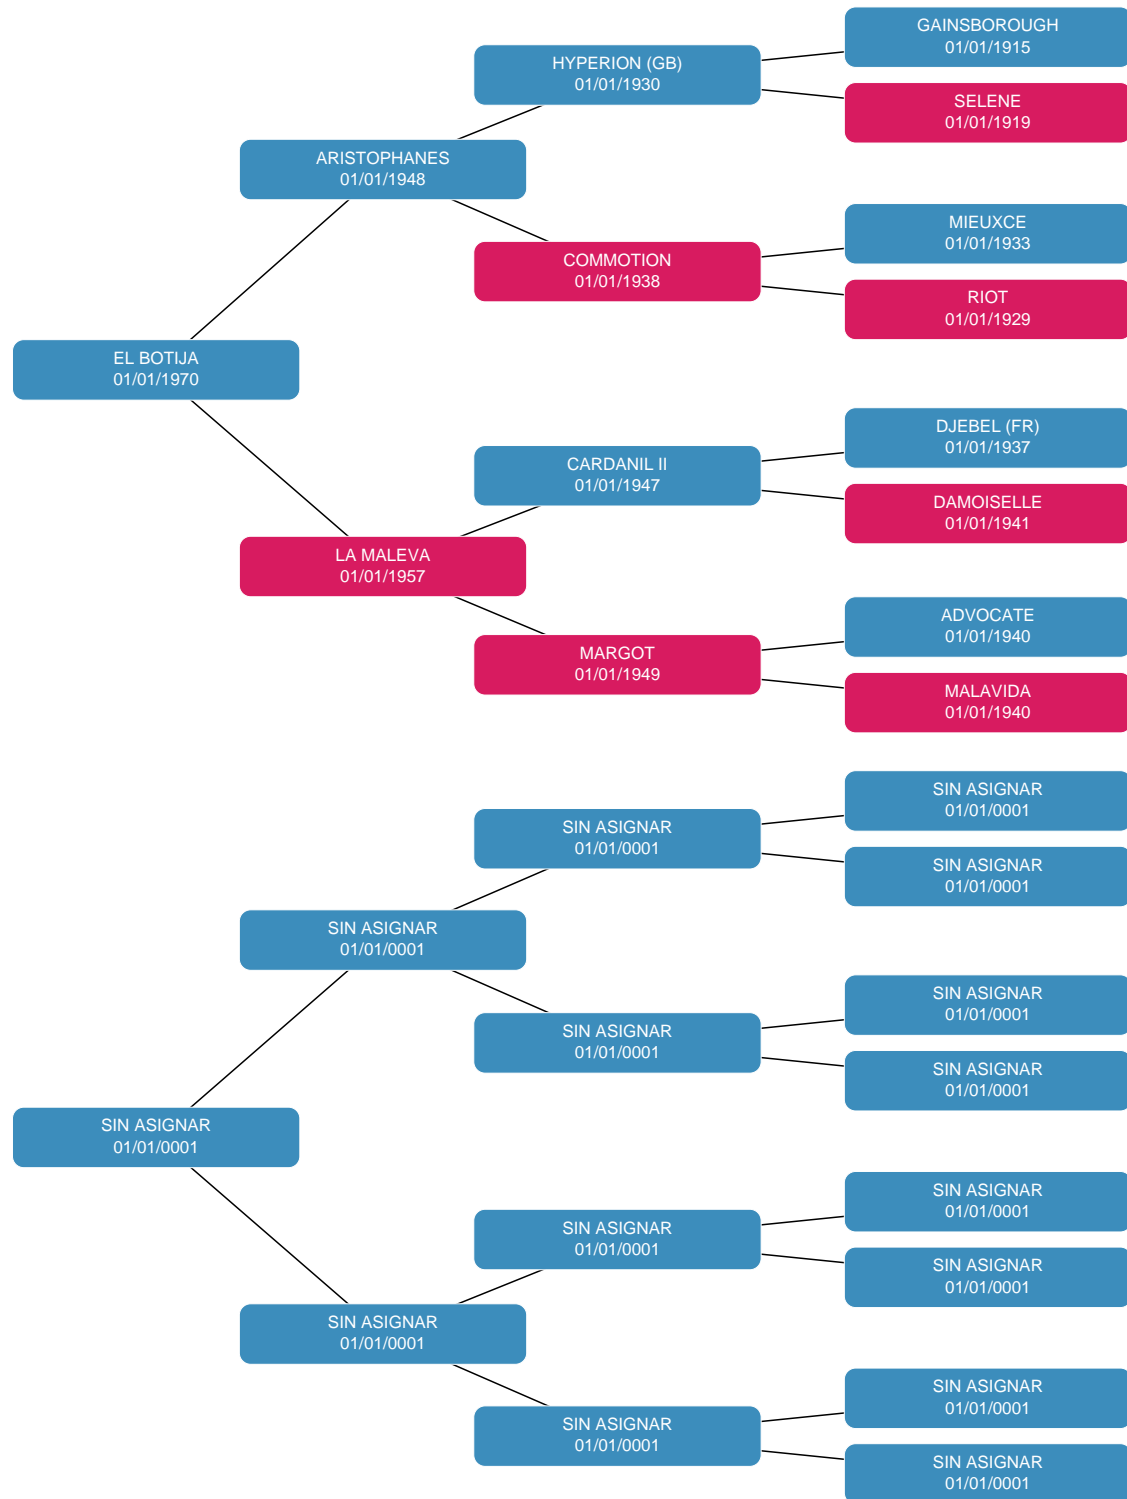 GAINSBOROUGH
01/01/1915
HYPERION (GB)
01/01/1930
SELENE
01/01/1919
ARISTOPHANES
01/01/1948
MIEUXCE
01/01/1933
COMMOTION
01/01/1938
RIOT
01/01/1929
EL BOTIJA
01/01/1970
DJEBEL (FR)
01/01/1937
CARDANIL II
01/01/1947
DAMOISELLE
01/01/1941
LA MALEVA
01/01/1957
ADVOCATE
01/01/1940
MARGOT
01/01/1949
MALAVIDA
01/01/1940
SIN ASIGNAR
01/01/0001
SIN ASIGNAR
01/01/0001
SIN ASIGNAR
01/01/0001
SIN ASIGNAR
01/01/0001
SIN ASIGNAR
01/01/0001
SIN ASIGNAR
01/01/0001
SIN ASIGNAR
01/01/0001
SIN ASIGNAR
01/01/0001
SIN ASIGNAR
01/01/0001
SIN ASIGNAR
01/01/0001
SIN ASIGNAR
01/01/0001
SIN ASIGNAR
01/01/0001
SIN ASIGNAR
01/01/0001
SIN ASIGNAR
01/01/0001
SIN ASIGNAR
01/01/0001